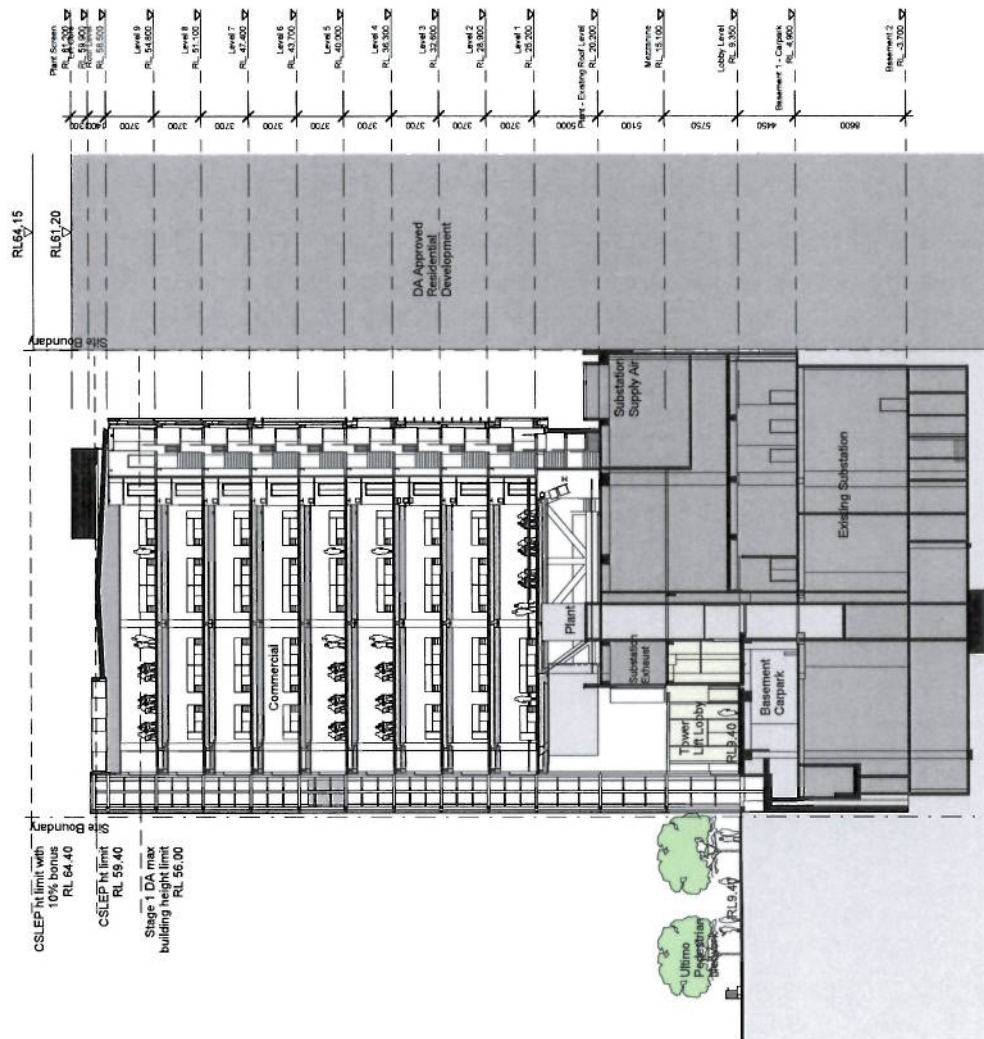 RL64.15
RL61.20
Plant Screen
RL 61,200
RL 59,900
Roof Level
RL 58,500
Level 9
RL 54,800
Level 8
RL 51,100
Level 7
RL 47,400
Level 6
RL 43,700
Level 5
RL 40,000
Level 4
RL 36,300
Level 3
RL 32,600
Level 2
RL 28,900
Level 1
RL 25,200
Plant - Existing Roof Level
RL 20,200
Mezzanine
RL 15,100
Lobby Level
RL 9,350
Basement 1 - Carpark
RL 4,900
Basement 2
RL -3,700
1400
3700
3700
3700
3700
3700
3700
3700
3700
3700
5000
5100
5750
4450
8600
CSLEP ht limit with
10% bonus
RL 64.40
CSLEP ht limit
RL 59.40
Stage 1 DA max
building height limit
RL 56.00
Site Boundary
Site Boundary
DA Approved
Residential
Development
Commercial
Plant
Substation
Supply Air
Substation
Exhaust
Tower
Lift Lobby
RL9.40
Basement
Carpark
Existing Substation
Ultimo
Pedestrian
Network
RL9.40